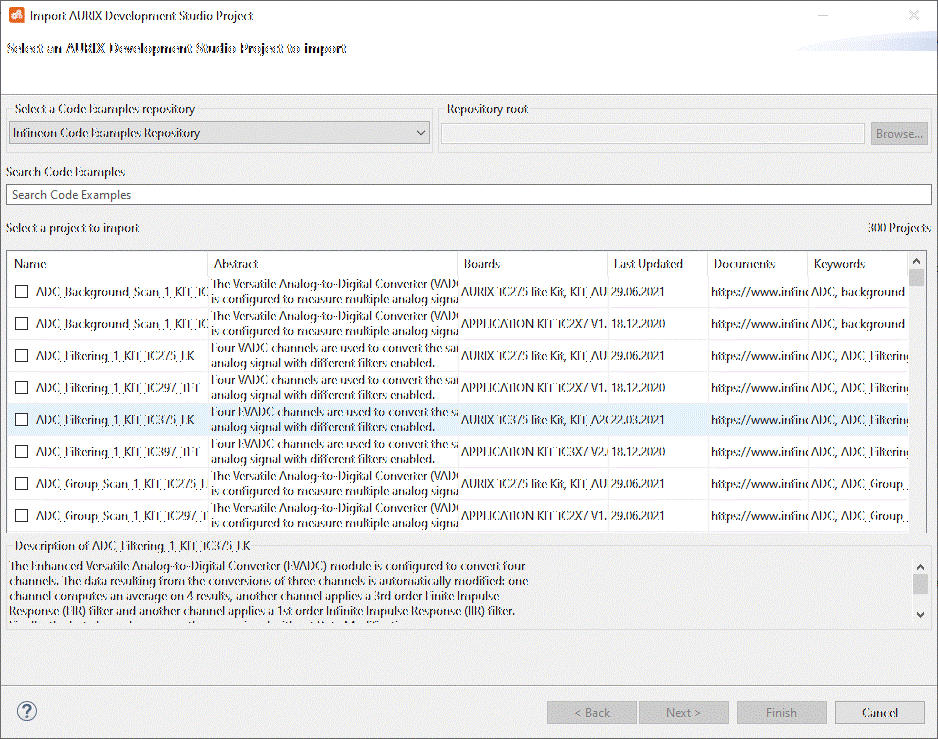 Import AURIX Development Studio Project
Select an AURIX Development Studio Project to import
Select a Code Examples repository
Repository root
Infineon Code Examples Repository
Browse...
Search Code Examples
Search Code Examples
Select a project to import
300 Projects
Name Abstract Boards Last Updated Documents Keywords
ADC_Background_Scan_1_KIT_TC The Versatile Analog-to-Digital Converter (VADC is configured to measure multiple analog signa AURIX TC275 lite Kit, KIT_AU 29.06.2021 https://www.infine ADC, background
ADC_Background_Scan_1_KIT_TC The Versatile Analog-to-Digital Converter (VADC is configured to measure multiple analog signa APPLICATION KIT TC2X7 V1. 18.12.2020 https://www.infine ADC, background
ADC_Filtering_1_KIT_TC275_LK Four VADC channels are used to convert the sa analog signal with different filters enabled. AURIX TC275 lite Kit, KIT_AU 29.06.2021 https://www.infine ADC, ADC_Filtering
ADC_Filtering_1_KIT_TC297_TFT Four VADC channels are used to convert the sa analog signal with different filters enabled. APPLICATION KIT TC2X7 V1. 18.12.2020 https://www.infine ADC, ADC_Filtering
ADC_Filtering_1_KIT_TC375_LK Four EVADC channels are used to convert the sa analog signal with different filters enabled. AURIX TC375 lite Kit, KIT_A2G 22.03.2021 https://www.infine ADC, ADC_Filtering
ADC_Filtering_1_KIT_TC397_TFT Four EVADC channels are used to convert the sa analog signal with different filters enabled. APPLICATION KIT TC3X7 V2. 18.12.2020 https://www.infine ADC, ADC_Filtering
ADC_Group_Scan_1_KIT_TC275_L The Versatile Analog-to-Digital Converter (VADC is configured to measure multiple analog signa AURIX TC275 lite Kit, KIT_AU 29.06.2021 https://www.infine ADC, ADC_Group_
ADC_Group_Scan_1_KIT_TC297_T The Versatile Analog-to-Digital Converter (VADC is configured to measure multiple analog signa APPLICATION KIT TC2X7 V1. 29.06.2021 https://www.infine ADC, ADC_Group_
Description of ADC_Filtering_1_KIT_TC375_LK
The Enhanced Versatile Analog-to-Digital Converter (EVADC) module is configured to convert four
channels. The data resulting from the conversions of three channels is automatically modified: one
channel computes an average on 4 results, another channel applies a 3rd order Finite Impulse
Response (FIR) filter and another channel applies a 1st order Infinite Impulse Response (IIR) filter.
?
< Back
Next >
Finish
Cancel